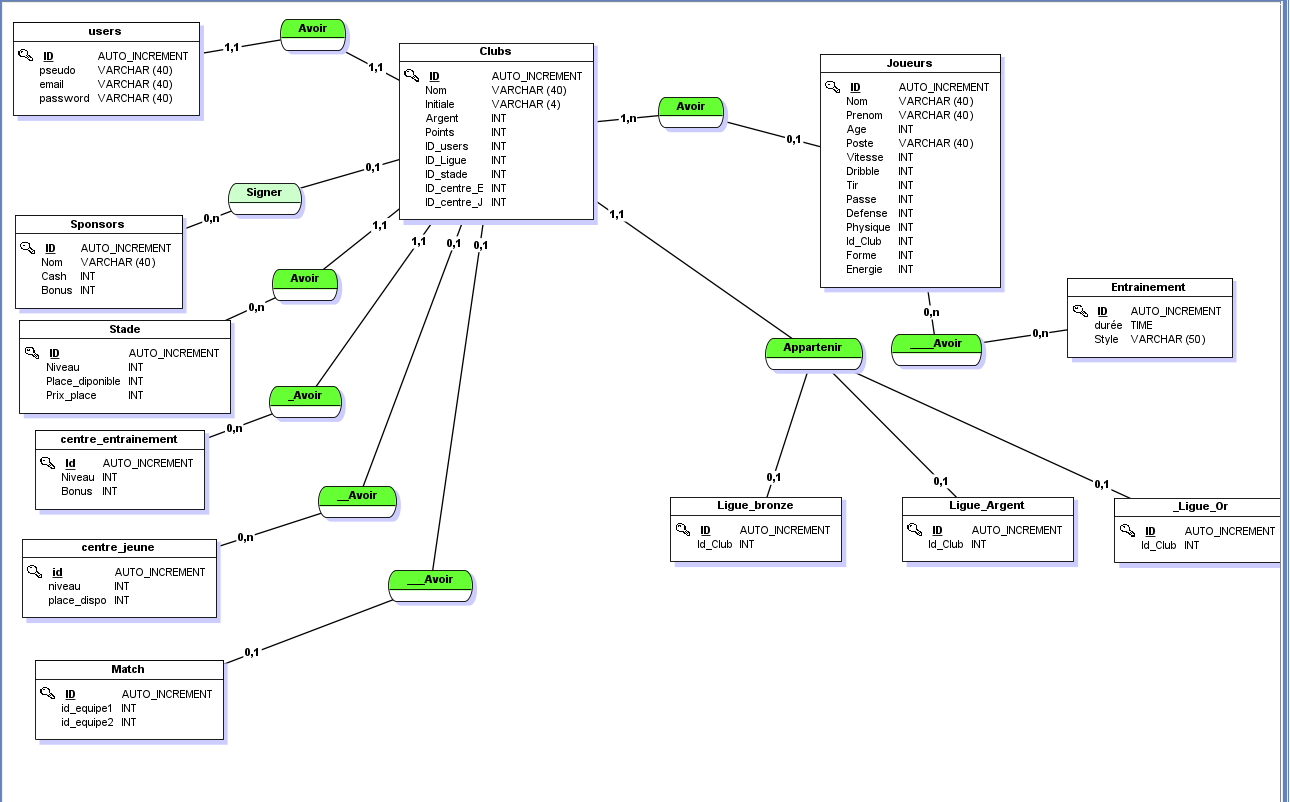 users
ID AUTO_INCREMENT
pseudo VARCHAR (40)
email VARCHAR (40)
password VARCHAR (40)
Avoir
1,1
1,1
Clubs
ID AUTO_INCREMENT
Nom VARCHAR (40)
Initiale VARCHAR (4)
Argent INT
Points INT
ID_users INT
ID_Ligue INT
ID_stade INT
ID_centre_E INT
ID_centre_J INT
1,n
Avoir
0,1
Joueurs
ID AUTO_INCREMENT
Nom VARCHAR (40)
Prenom VARCHAR (40)
Age INT
Poste VARCHAR (40)
Vitesse INT
Dribble INT
Tir INT
Passe INT
Defense INT
Physique INT
Id_Club INT
Forme INT
Energie INT
0,1
Signer
0,n
Sponsors
ID AUTO_INCREMENT
Nom VARCHAR (40)
Cash INT
Bonus INT
1,1
Avoir
0,n
Stade
ID AUTO_INCREMENT
Niveau INT
Place_diponible INT
Prix_place INT
1,1
_Avoir
0,n
centre_entrainement
Id AUTO_INCREMENT
Niveau INT
Bonus INT
0,1
__Avoir
0,n
centre_jeune
id AUTO_INCREMENT
niveau INT
place_dispo INT
0,1
___Avoir
0,1
Match
ID AUTO_INCREMENT
id_equipe1 INT
id_equipe2 INT
1,1
Appartenir
0,n
____Avoir
0,n
Entrainement
ID AUTO_INCREMENT
durée TIME
Style VARCHAR (50)
0,1
0,1
0,1
Ligue_bronze
ID AUTO_INCREMENT
Id_Club INT
Ligue_Argent
ID AUTO_INCREMENT
Id_Club INT
_Ligue_Or
ID AUTO_INCREMENT
Id_Club INT